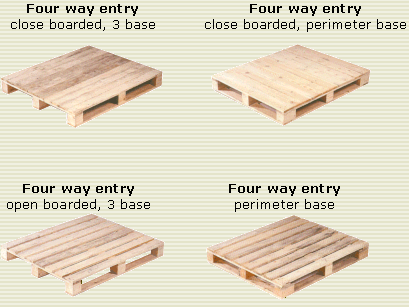 Four way entry
close boarded, 3 base
Four way entry
close boarded, perimeter base
Four way entry
open boarded, 3 base
Four way entry
perimeter base